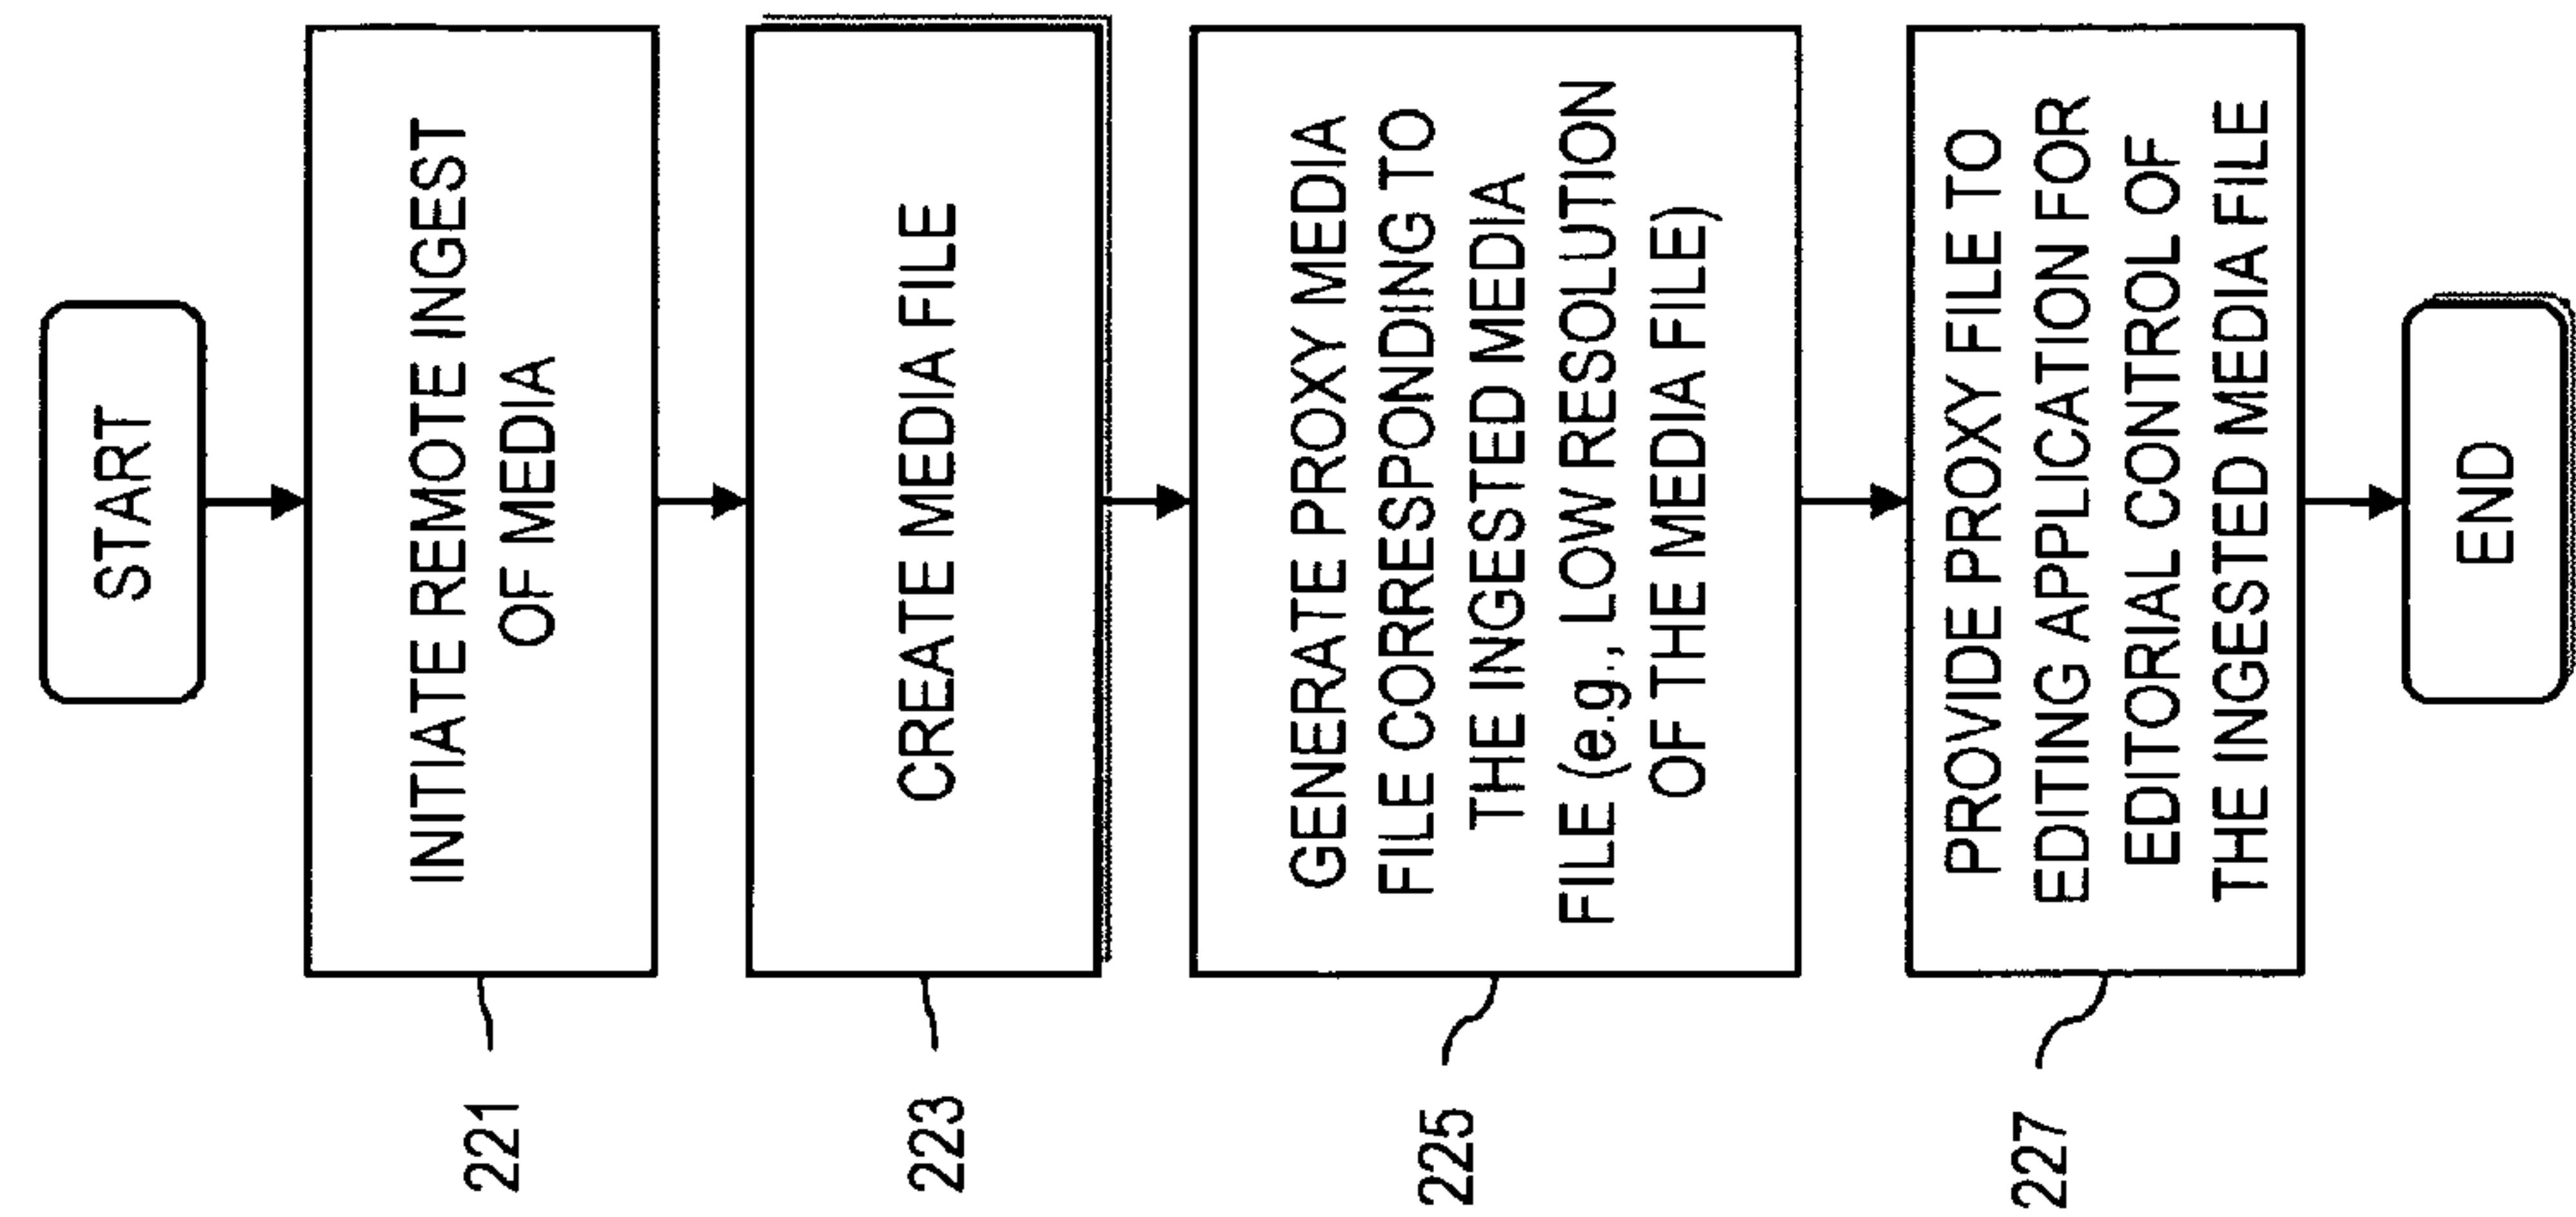 START
INITIATE REMOTE INGEST
OF MEDIA
221
CREATE MEDIA FILE
223
GENERATE PROXY MEDIA
FILE CORRESPONDING TO
THE INGESTED MEDIA
FILE (e.g., LOW RESOLUTION
OF THE MEDIA FILE)
225
PROVIDE PROXY FILE TO
EDITING APPLICATION FOR
EDITORIAL CONTROL OF
THE INGESTED MEDIA FILE
227
END